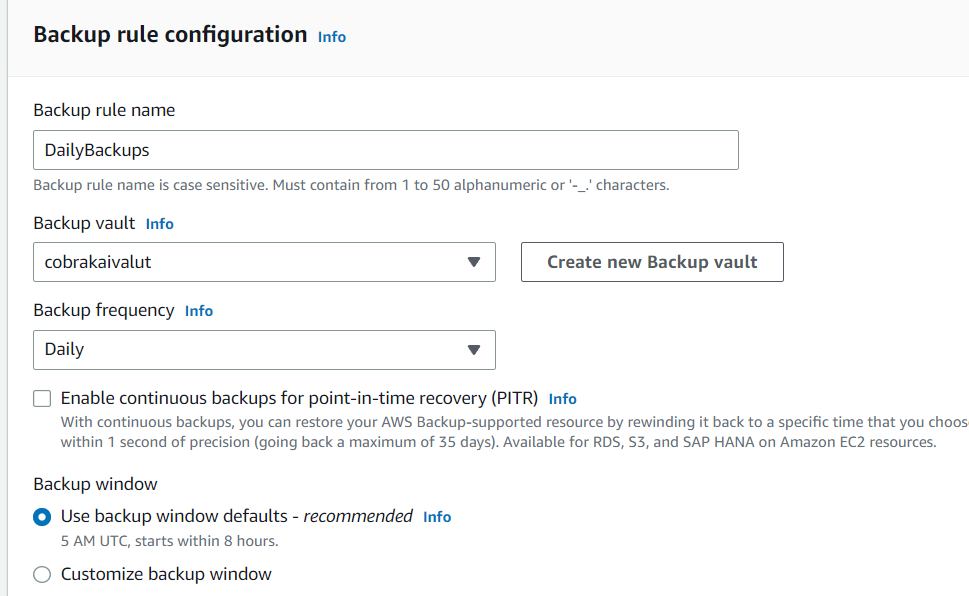 Backup rule configuration Info
Backup rule name
DailyBackups
Backup rule name is case sensitive. Must contain from 1 to 50 alphanumeric or '-_.' characters.
Backup vault Info
cobrakaivalut
Create new Backup vault
Backup frequency Info
Daily
Enable continuous backups for point-in-time recovery (PITR) Info
With continuous backups, you can restore your AWS Backup-supported resource by rewinding it back to a specific time that you choos
within 1 second of precision (going back a maximum of 35 days). Available for RDS, S3, and SAP HANA on Amazon EC2 resources.
Backup window
Use backup window defaults - recommended Info
5 AM UTC, starts within 8 hours.
Customize backup window